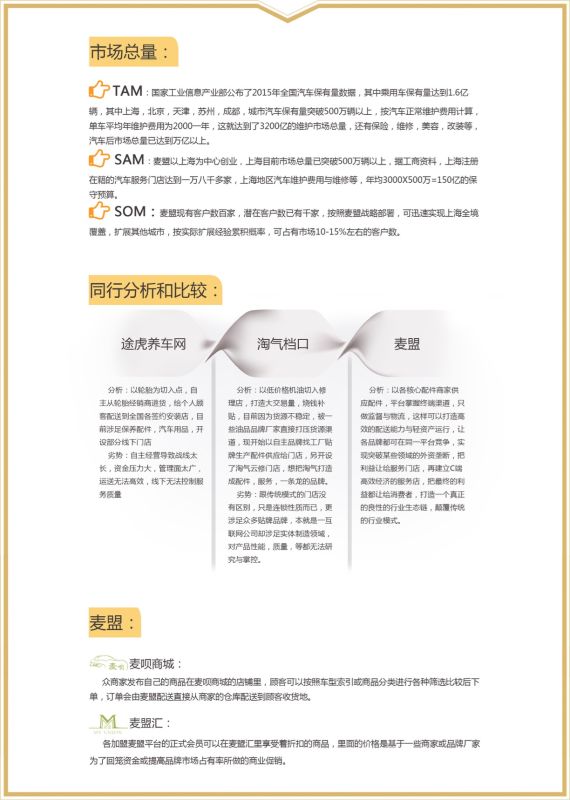 市场总量：
TAM：国家工业信息产业部公布了2015年全国汽车保有量数据，其中乘用车保有量达到1.6亿
辆，其中上海，北京，天津，苏州，成都，城市汽车保有量突破500万辆以上，按汽车正常维护费用计算，
单车平均年维护费用为2000一年，这就达到了3200亿的维护市场总量，还有保险，维修，美容，改装等，
汽车后市场总量已达到万亿以上。
SAM：麦盟以上海为中心创业，上海目前市场总量已突破500万辆以上，据工商资料，上海注册
在籍的汽车服务门店达到一万八千多家，上海地区汽车维护费用与维修等，年均3000X500万=150亿的保
守预算。
SOM：麦盟现有客户数百家，潜在客户数已有千家，按照麦盟战略部署，可迅速实现上海全境
覆盖，扩展其他城市，按实际扩展经验累积概率，可占有市场10-15%左右的客户数。
同行分析和比较：
途虎养车网
分析：以轮胎为切入点，自
主从轮胎经销商进货，给个人顾
客配送到全国各签约安装店，目
前涉足保养配件，汽车用品，开
设部分线下门店
劣势：自主经营导致战线太
长，资金压力大，管理面太广，
运送无法高效，线下无法控制服
务质量
淘气档口
分析：以低价格机油切入修
理店，打造大交易量，烧钱补
贴，目前因为货源不稳定，被一
些油品品牌厂家直接打压货源渠
道，现开始以自主品牌找工厂贴
牌生产配件供应给门店，另开设
了淘气云修门店，想把淘气打造
成配件，服务，一条龙的品牌。
劣势：跟传统模式的门店没
有区别，只是连锁性质而已，更
涉足众多贴牌品牌，本就是一互
联网公司却涉足实体制造领域，
对产品性能，质量，等都无法研
究与掌控。
麦盟
分析：以各核心配件商家供
应配件，平台掌握终端渠道，只
做监督与物流，这样可以打造高
效的配送能力与轻资产运行，让
各品牌都可在同一平台竞争，实
现突破某些领域的外资垄断，把
利益让给服务门店，再建立C端
高效经济的服务店，把最终的利
益都让给消费者，打造一个真正
的良性的行业生态链，颠覆传统
的行业模式。
麦盟：
麦呗商城：
众商家发布自己的商品在麦呗商城的店铺里，顾客可以按照车型索引或商品分类进行各种筛选比较后下
单，订单会由麦盟配送直接从商家的仓库配送到顾客收货地。
麦盟汇：
各加盟麦盟平台的正式会员可以在麦盟汇里享受着折扣的商品，里面的价格是基于一些商家或品牌厂家
为了回笼资金或提高品牌市场占有率所做的商业促销。